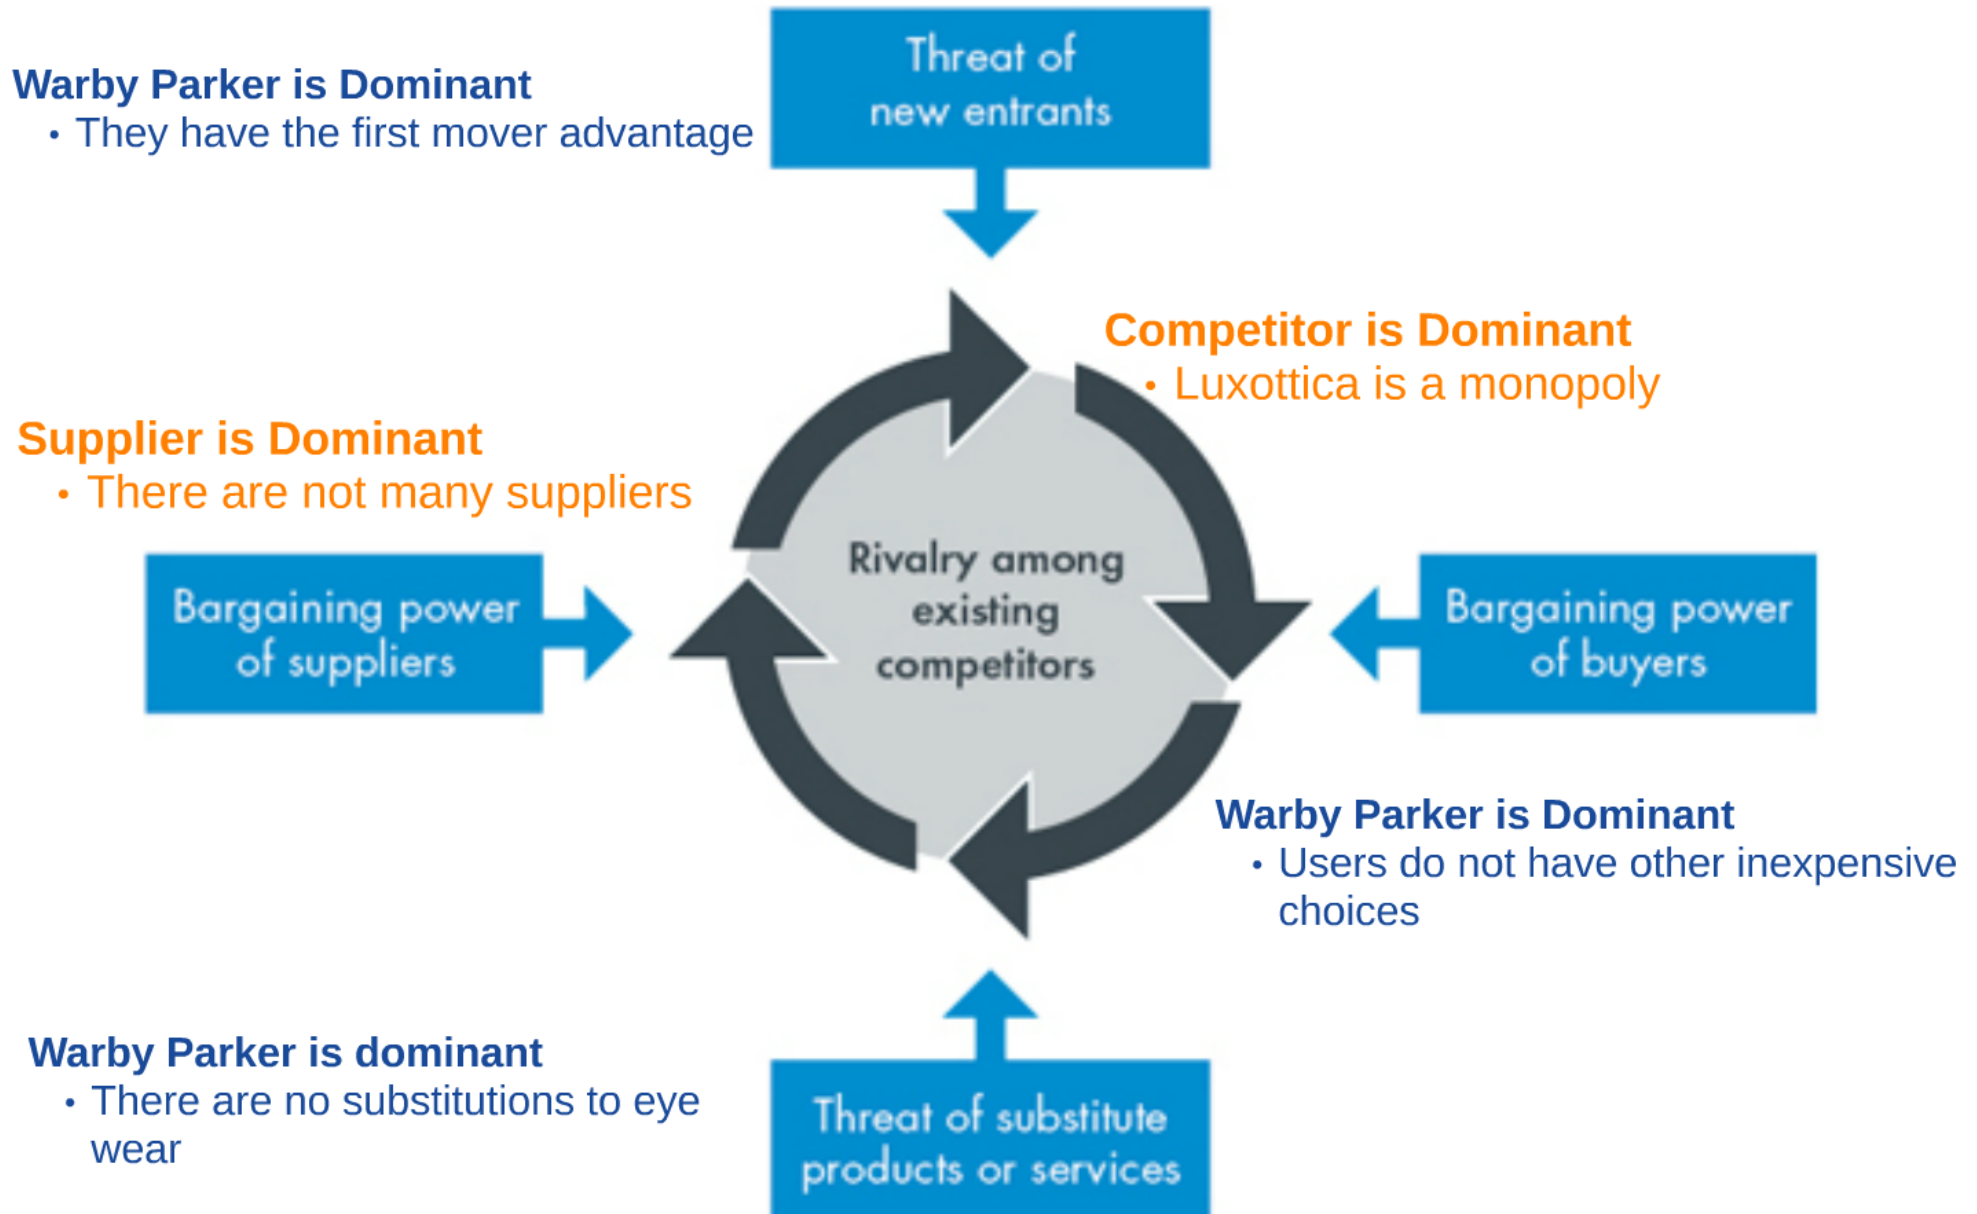 Threat of
new entrants
Warby Parker is Dominant
• They have the first mover advantage
Competitor is Dominant
• Luxottica is a monopoly
Supplier is Dominant
• There are not many suppliers
Rivalry among
existing
competitors
Bargaining power
of suppliers
Bargaining power
of buyers
Warby Parker is Dominant
• Users do not have other inexpensive
choices
Warby Parker is dominant
• There are no substitutions to eye
wear
Threat of substitute
products or services